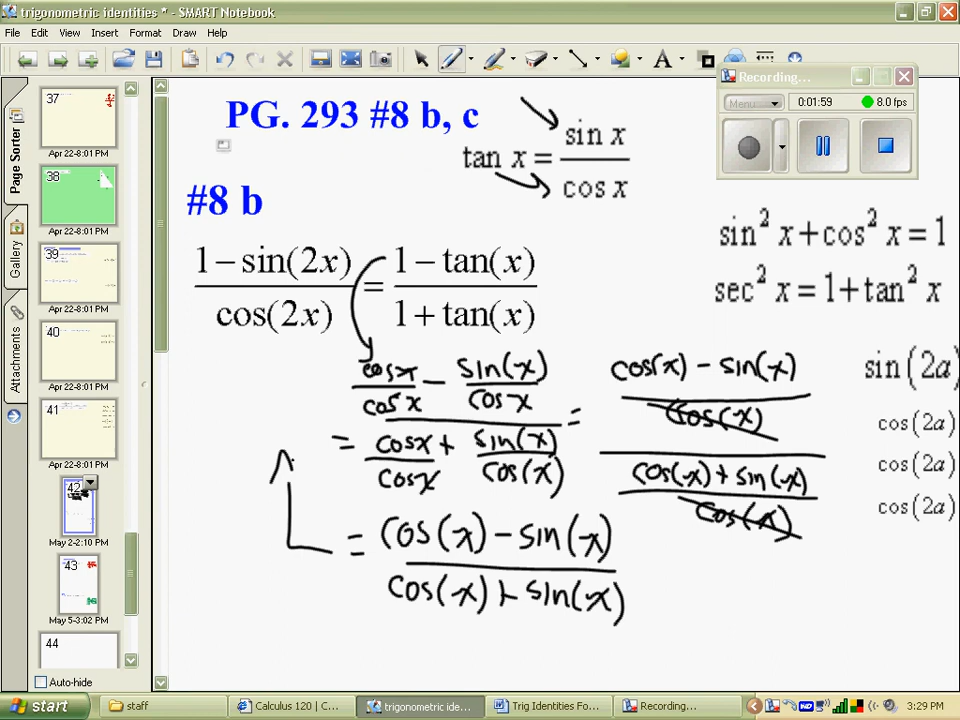 trigonometric identities * - SMART Notebook
File Edit View Insert Format Draw Help
Recording...
Menu 0:01:59 8.0 fps
Page Sorter
Gallery
Attachments
37
Apr 22-8:01 PM
38
Apr 22-8:01 PM
39
Apr 22-8:01 PM
40
Apr 22-8:01 PM
41
Apr 22-8:01 PM
42
May 2-2:10 PM
43
May 5-3:02 PM
44
Auto-hide
PG. 293 #8 b, c
tan x = sin x / cos x
#8 b
sin² x + cos² x = 1
sec² x = 1 + tan² x
1 − sin(2x) / cos(2x) = 1 − tan(x) / 1 + tan(x)
cosx / cosx − sin(x) / cosx
= cosx / cosx + sin(x) / cos(x)
= cos(x) − sin(x) / cos(x)
cos(x) + sin(x) / cos(x)
= cos(x) − sin(x) / cos(x) + sin(x)
sin(2a)
cos(2a)
cos(2a)
cos(2a)
start staff Calculus 120 | C... trigonometric ide... Trig Identities Fo... Recording... 3:29 PM